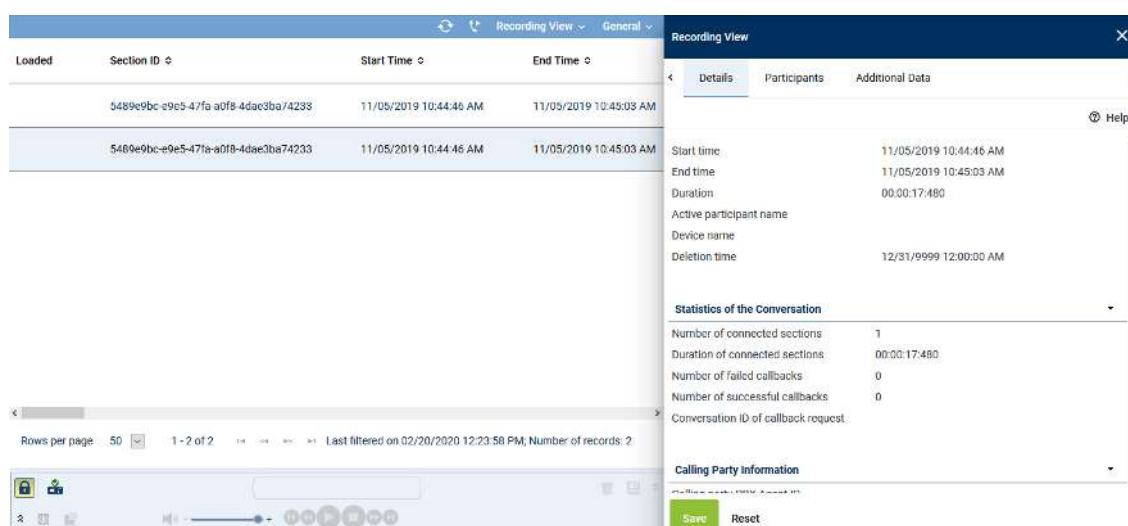 Recording View General
Loaded Section ID Start Time End Time
5489e9bc-e9e5-47fa-a0f8-4dae3ba74233 11/05/2019 10:44:46 AM 11/05/2019 10:45:03 AM
5489e9bc-e9e5-47fa-a0f8-4dae3ba74233 11/05/2019 10:44:46 AM 11/05/2019 10:45:03 AM
Rows per page 50 1 - 2 of 2 Last filtered on 02/20/2020 12:23:58 PM; Number of records: 2
Recording View
Details Participants Additional Data
Help
Start time 11/05/2019 10:44:46 AM
End time 11/05/2019 10:45:03 AM
Duration 00:00:17:480
Active participant name
Device name
Deletion time 12/31/9999 12:00:00 AM
Statistics of the Conversation
Number of connected sections 1
Duration of connected sections 00:00:17:480
Number of failed callbacks 0
Number of successful callbacks 0
Conversation ID of callback request
Calling Party Information
Calling party PBX Agent ID
Save Reset